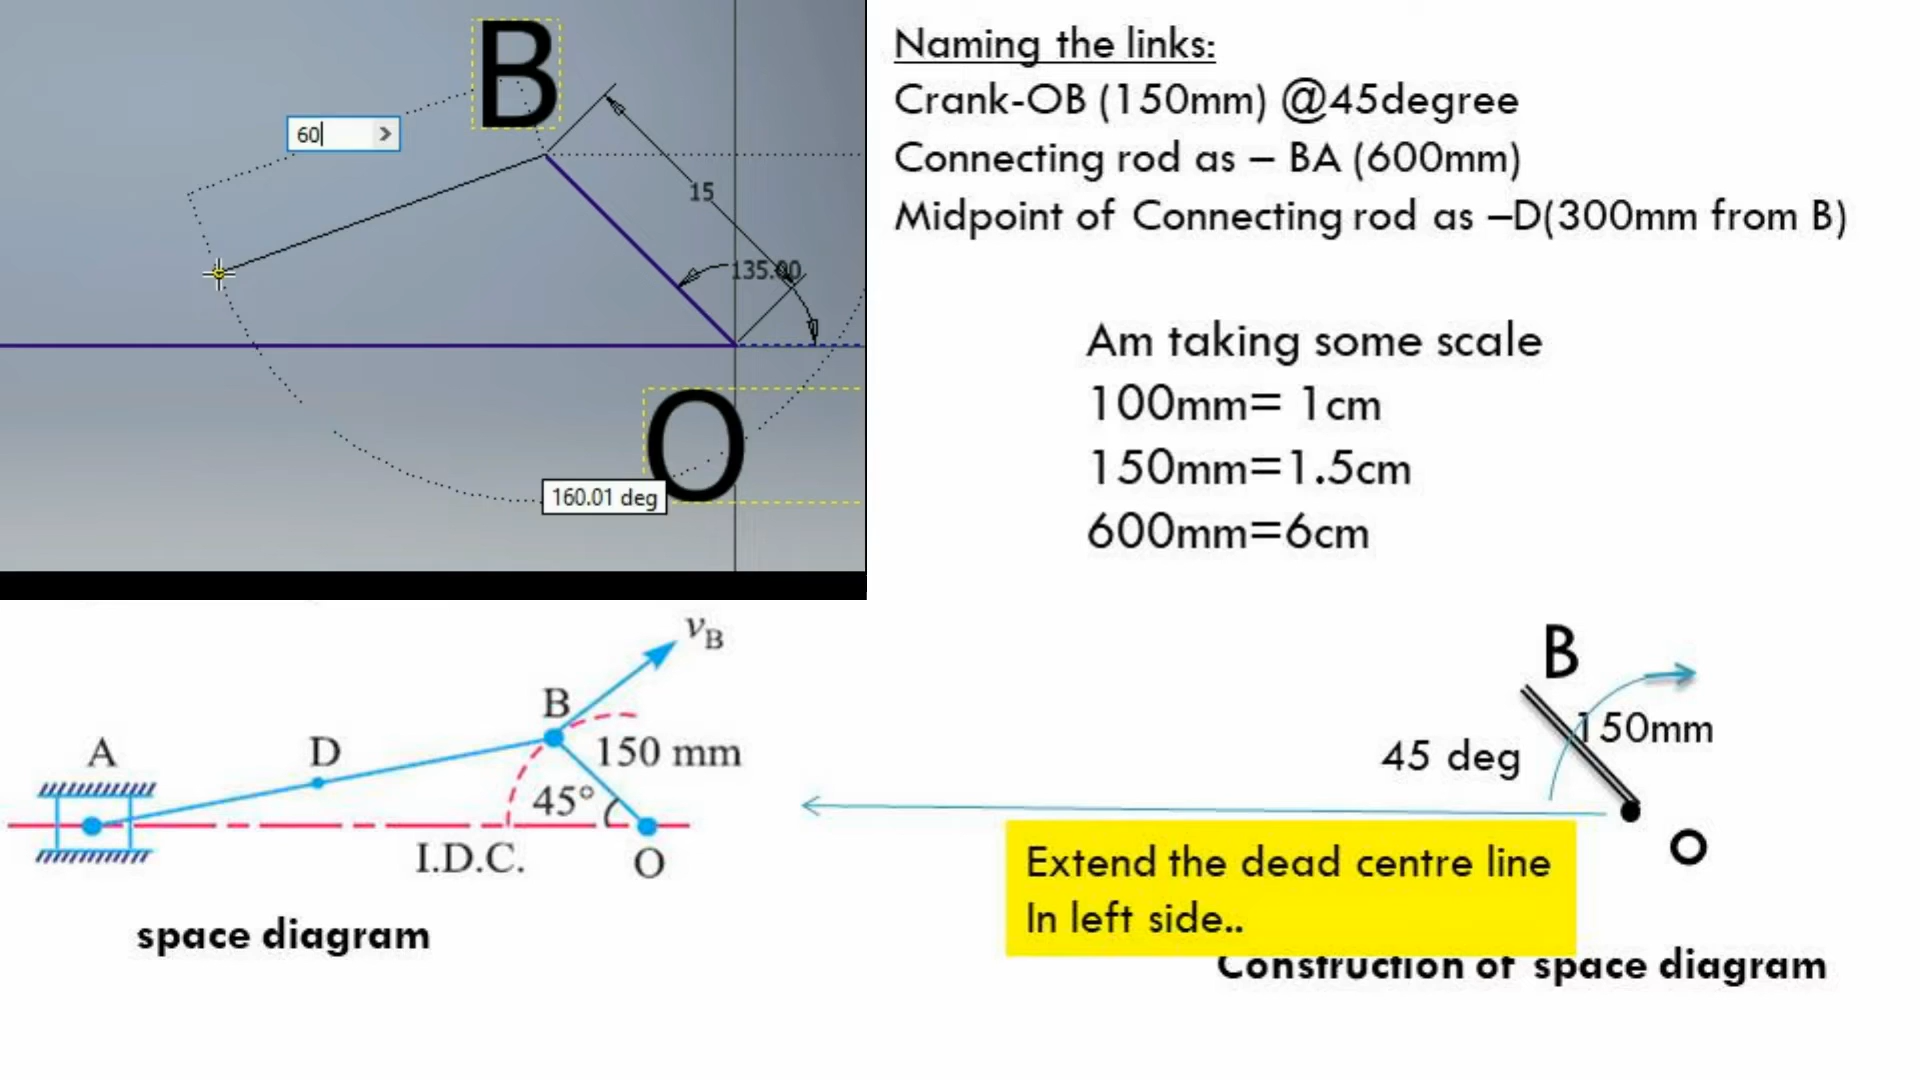 B
60
15
135.00
O
160.01 deg
Naming the links:
Crank-OB (150mm) @45degree
Connecting rod as – BA (600mm)
Midpoint of Connecting rod as –D(300mm from B)
Am taking some scale
100mm= 1cm
150mm=1.5cm
600mm=6cm
vB
B
A
D
150 mm
45°
I.D.C.
O
space diagram
B
150mm
45 deg
O
Extend the dead centre line
In left side..
Construction of space diagram